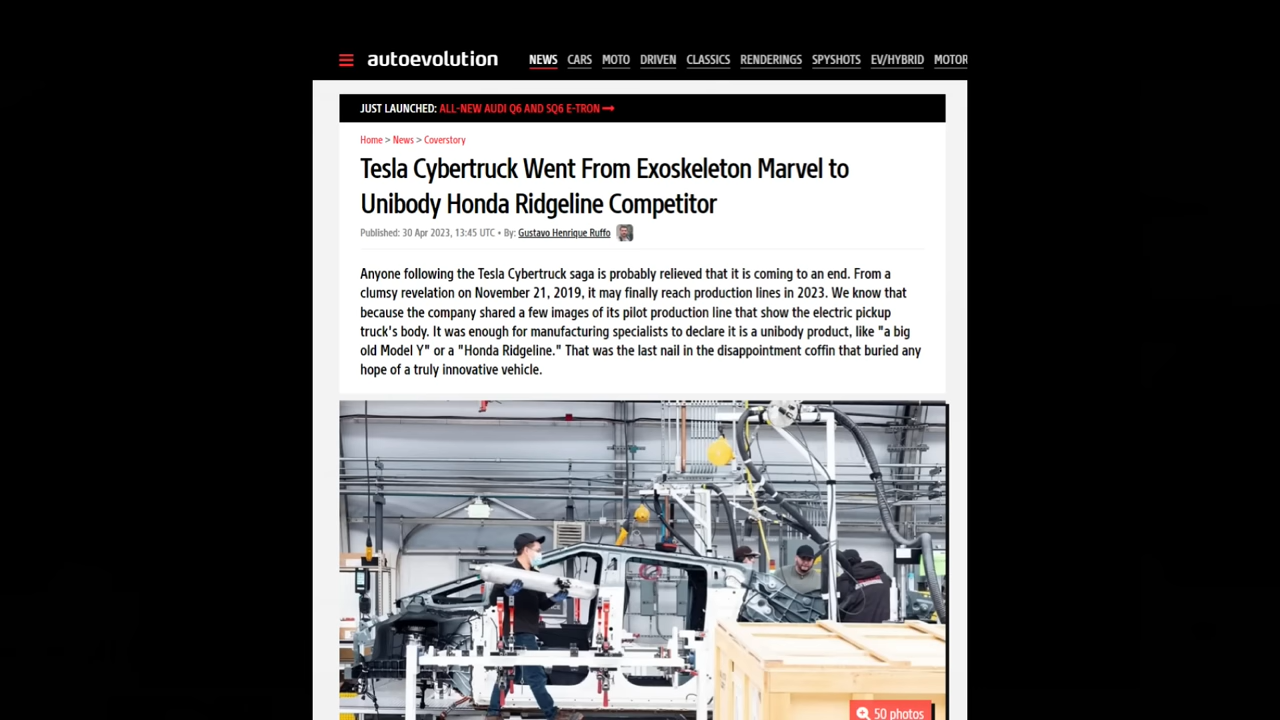 autoevolution
NEWS CARS MOTO DRIVEN CLASSICS RENDERINGS SPYSHOTS EV/HYBRID MOTOR
JUST LAUNCHED: ALL-NEW AUDI Q6 AND SQ6 E-TRON →
Home > News > Coverstory
Tesla Cybertruck Went From Exoskeleton Marvel to
Unibody Honda Ridgeline Competitor
Published: 30 Apr 2023, 13:45 UTC • By: Gustavo Henrique Ruffo
Anyone following the Tesla Cybertruck saga is probably relieved that it is coming to an end. From a
clumsy revelation on November 21, 2019, it may finally reach production lines in 2023. We know that
because the company shared a few images of its pilot production line that show the electric pickup
truck's body. It was enough for manufacturing specialists to declare it is a unibody product, like "a big
old Model Y" or a "Honda Ridgeline." That was the last nail in the disappointment coffin that buried any
hope of a truly innovative vehicle.
50 photos